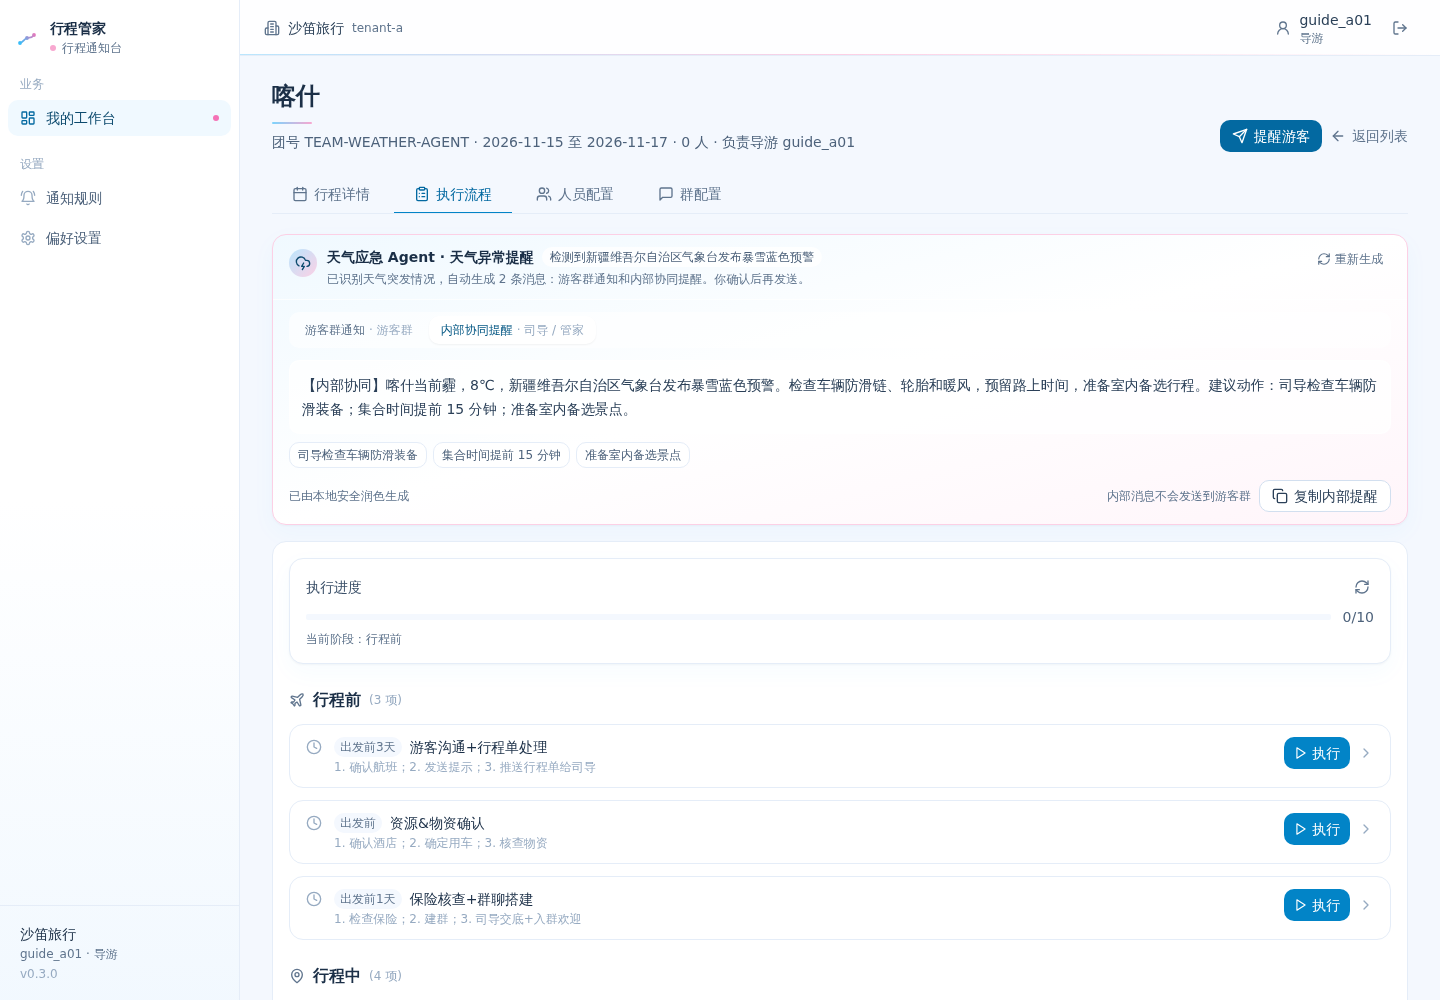 行程管家
行程通知台
业务
我的工作台
设置
通知规则
偏好设置
沙笛旅行
guide_a01 · 导游
v0.3.0
沙笛旅行 tenant-a
guide_a01
导游
喀什
团号 TEAM-WEATHER-AGENT · 2026-11-15 至 2026-11-17 · 0 人 · 负责导游 guide_a01
提醒游客
返回列表
行程详情 执行流程 人员配置 群配置
天气应急 Agent · 天气异常提醒 检测到新疆维吾尔自治区气象台发布暴雪蓝色预警
重新生成
已识别天气突发情况，自动生成 2 条消息：游客群通知和内部协同提醒。你确认后再发送。
游客群通知 · 游客群 内部协同提醒 · 司导 / 管家
【内部协同】喀什当前霾，8℃，新疆维吾尔自治区气象台发布暴雪蓝色预警。检查车辆防滑链、轮胎和暖风，预留路上时间，准备室内备选行程。建议动作：司导检查车辆防
滑装备；集合时间提前 15 分钟；准备室内备选景点。
司导检查车辆防滑装备 集合时间提前 15 分钟 准备室内备选景点
已由本地安全润色生成
内部消息不会发送到游客群 复制内部提醒
执行进度
0/10
当前阶段：行程前
行程前 (3 项)
出发前3天 游客沟通+行程单处理
1. 确认航班；2. 发送提示；3. 推送行程单给司导
执行
出发前 资源&物资确认
1. 确认酒店；2. 确定用车；3. 核查物资
执行
出发前1天 保险核查+群聊搭建
1. 检查保险；2. 建群；3. 司导交底+入群欢迎
执行
行程中 (4 项)